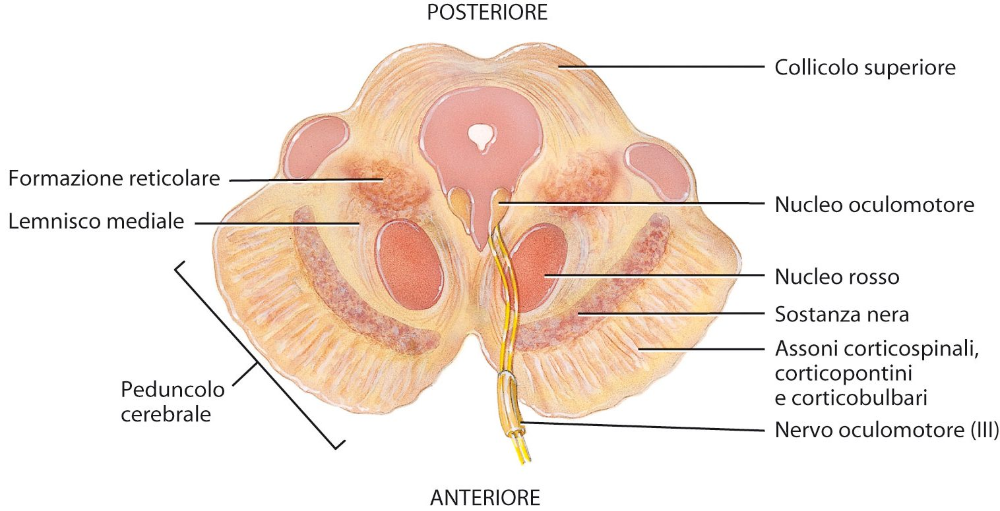 POSTERIORE
Collicolo superiore
Formazione reticolare
Nucleo oculomotore
Lemnisco mediale
Nucleo rosso
Sostanza nera
Assoni corticospinali,
corticopontini
e corticobulbari
Peduncolo
cerebrale
Nervo oculomotore (III)
ANTERIORE